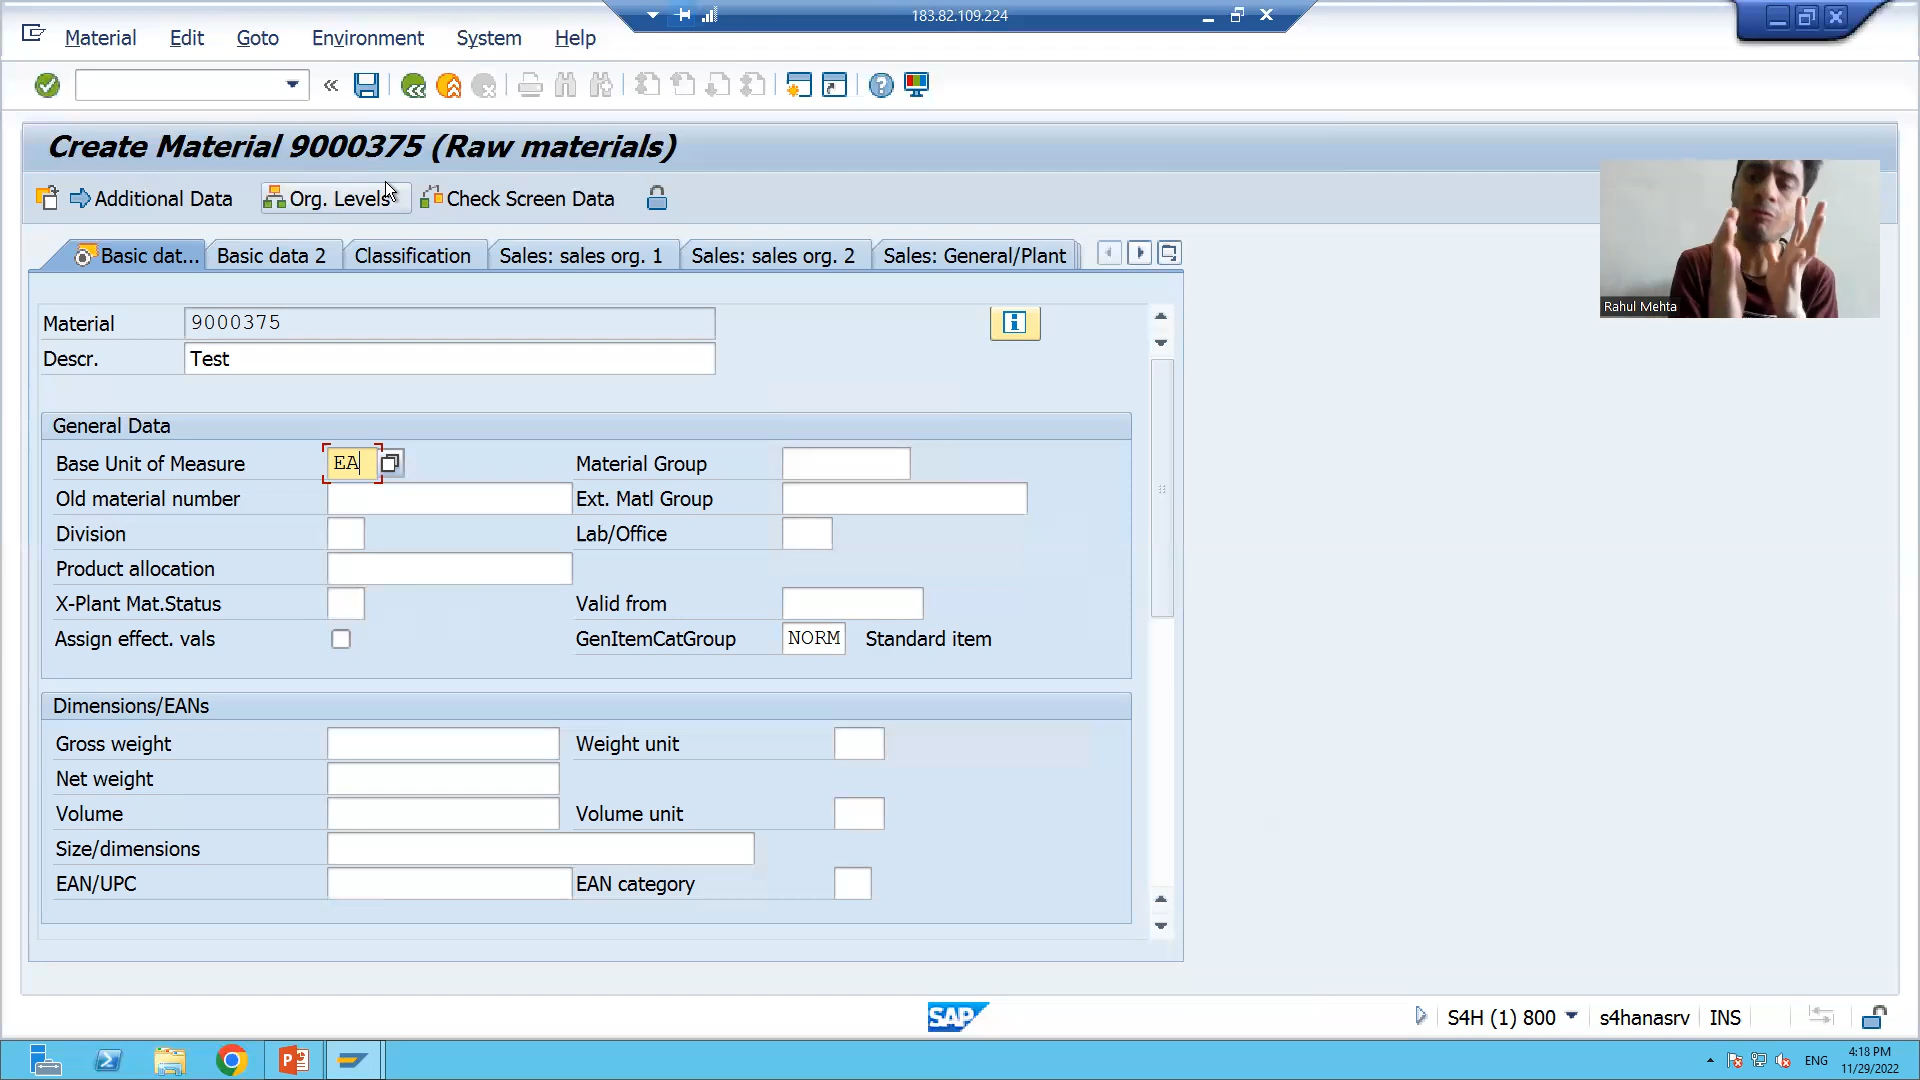 183.82.109.224
Material Edit Goto Environment System Help
Create Material 9000375 (Raw materials)
Additional Data Org. Levels Check Screen Data
Basic dat... Basic data 2 Classification Sales: sales org. 1 Sales: sales org. 2 Sales: General/Plant
Rahul Mehta
Material 9000375
Descr. Test
General Data
Base Unit of Measure EA Material Group
Old material number Ext. Matl Group
Division Lab/Office
Product allocation
X-Plant Mat.Status Valid from
Assign effect. vals GenItemCatGroup NORM Standard item
Dimensions/EANs
Gross weight Weight unit
Net weight
Volume Volume unit
Size/dimensions
EAN/UPC EAN category
SAP S4H (1) 800 s4hanasrv INS
ENG 4:18 PM
11/29/2022